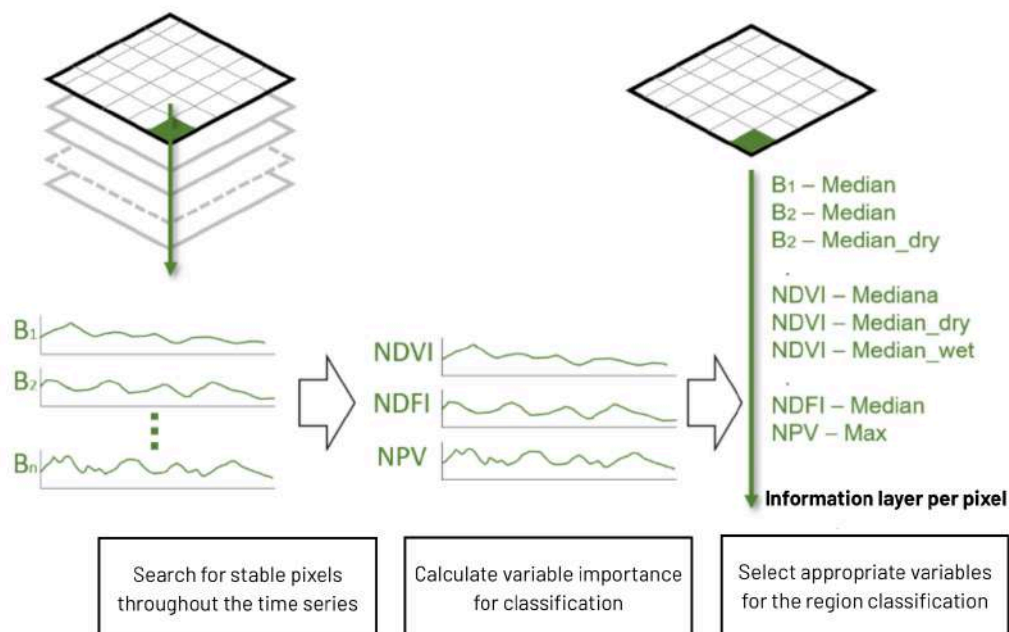 B1
B2
Bn
NDVI
NDFI
NPV
B1 – Median
B2 – Median
B2 – Median_dry
.
NDVI – Mediana
NDVI – Median_dry
NDVI – Median_wet
.
NDFI – Median
NPV – Max
Information layer per pixel
Search for stable pixels
throughout the time series
Calculate variable importance
for classification
Select appropriate variables
for the region classification